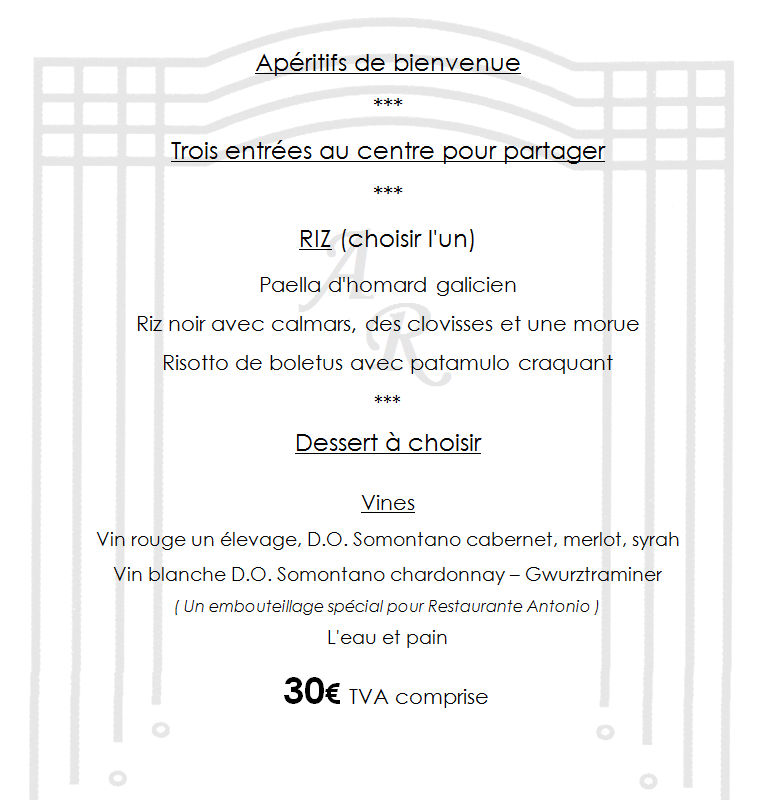 Apéritifs de bienvenue
***
Trois entrées au centre pour partager
***
RIZ (choisir l'un)
Paella d'homard galicien
Riz noir avec calmars, des clovisses et une morue
Risotto de boletus avec patamulo craquant
***
Dessert à choisir
Vines
Vin rouge un élevage, D.O. Somontano cabernet, merlot, syrah
Vin blanche D.O. Somontano chardonnay – Gwurztraminer
( Un embouteillage spécial pour Restaurante Antonio )
L'eau et pain
30€ TVA comprise
AR